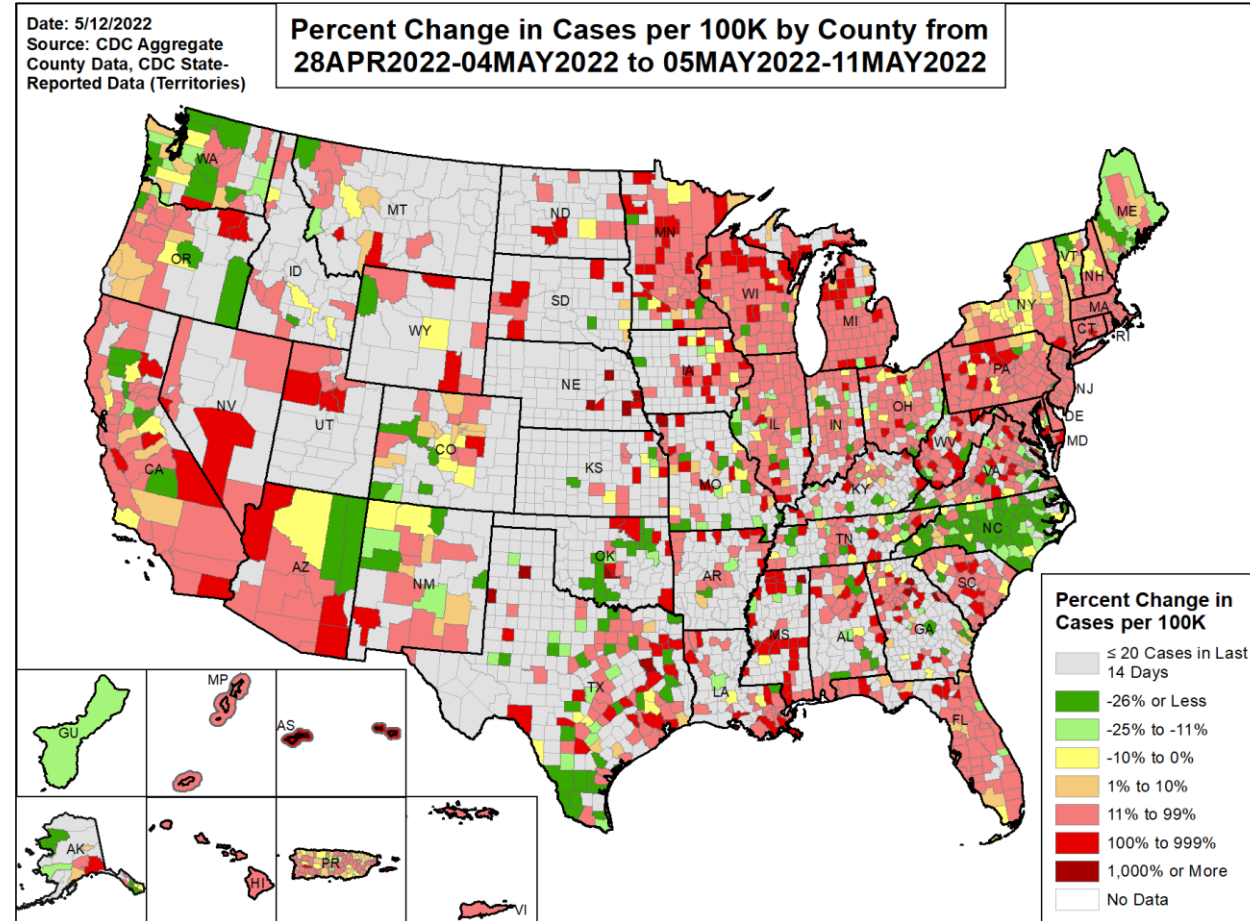 Date: 5/12/2022
Source: CDC Aggregate
County Data, CDC State-
Reported Data (Territories)
Percent Change in Cases per 100K by County from
28APR2022-04MAY2022 to 05MAY2022-11MAY2022
WA
MT
ND
MN
ME
OR
ID
SD
WI
MI
VT
NH
NY
MA
CT
RI
WY
IA
PA
NJ
NE
NV
UT
CO
IL
IN
OH
DE
MD
WV
VA
CA
KS
MO
KY
NC
TN
AZ
NM
OK
AR
SC
MS
AL
GA
TX
LA
FL
GU
MP
AS
AK
HI
PR
VI
Percent Change in
Cases per 100K
≤ 20 Cases in Last
14 Days
-26% or Less
-25% to -11%
-10% to 0%
1% to 10%
11% to 99%
100% to 999%
1,000% or More
No Data